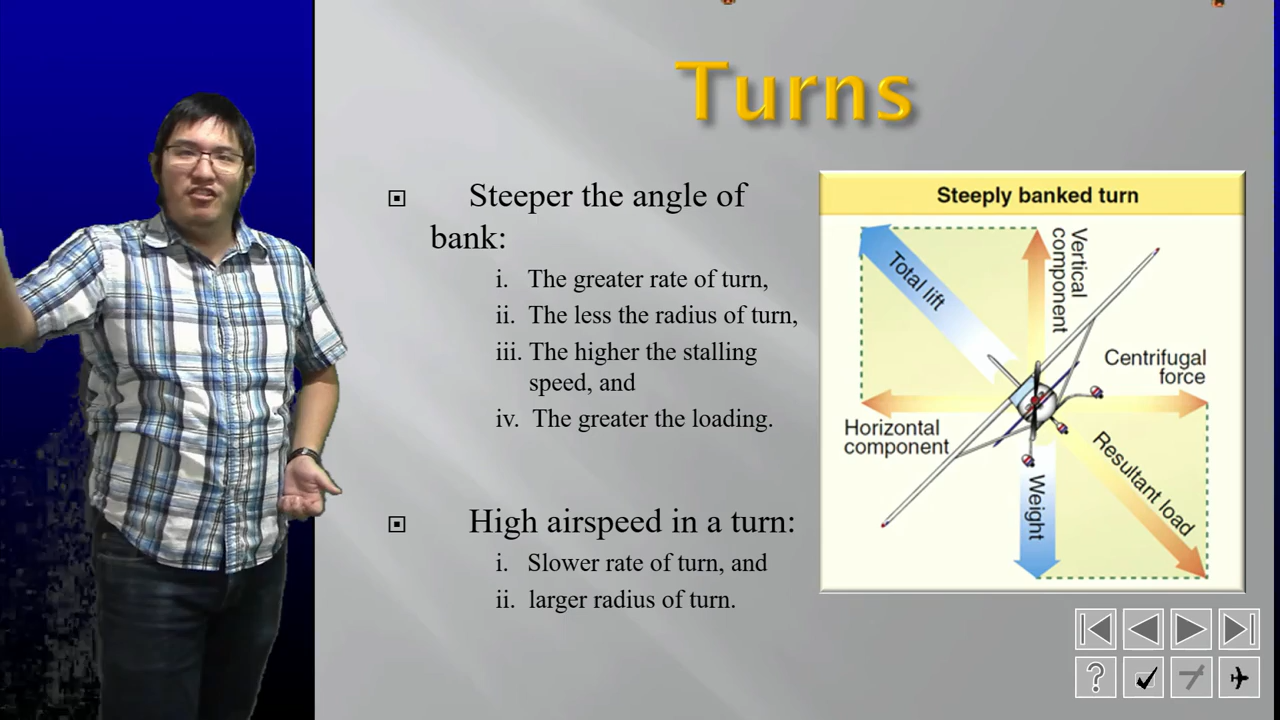 Turns
Steeper the angle of
bank:
i. The greater rate of turn,
ii. The less the radius of turn,
iii. The higher the stalling
speed, and
iv. The greater the loading.
High airspeed in a turn:
i. Slower rate of turn, and
ii. larger radius of turn.
Steeply banked turn
Total lift
Vertical
component
Centrifugal
force
Horizontal
component
Weight
Resultant load
?